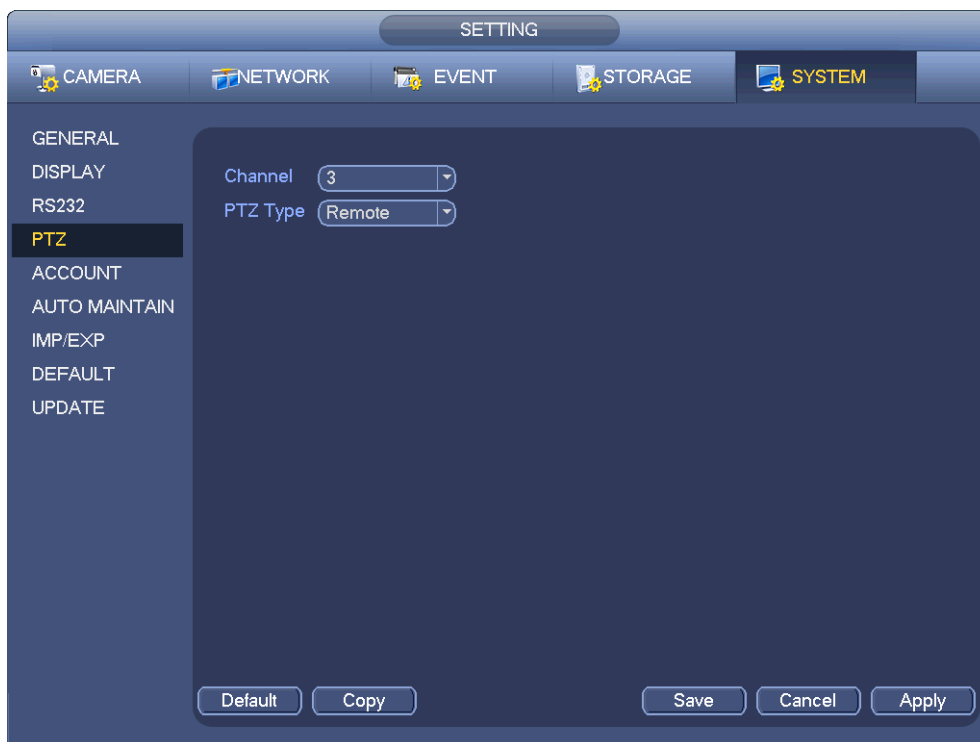 SETTING
CAMERA NETWORK EVENT STORAGE SYSTEM
GENERAL
DISPLAY
RS232
PTZ
ACCOUNT
AUTO MAINTAIN
IMP/EXP
DEFAULT
UPDATE
Channel 3
PTZ Type Remote
Default Copy Save Cancel Apply